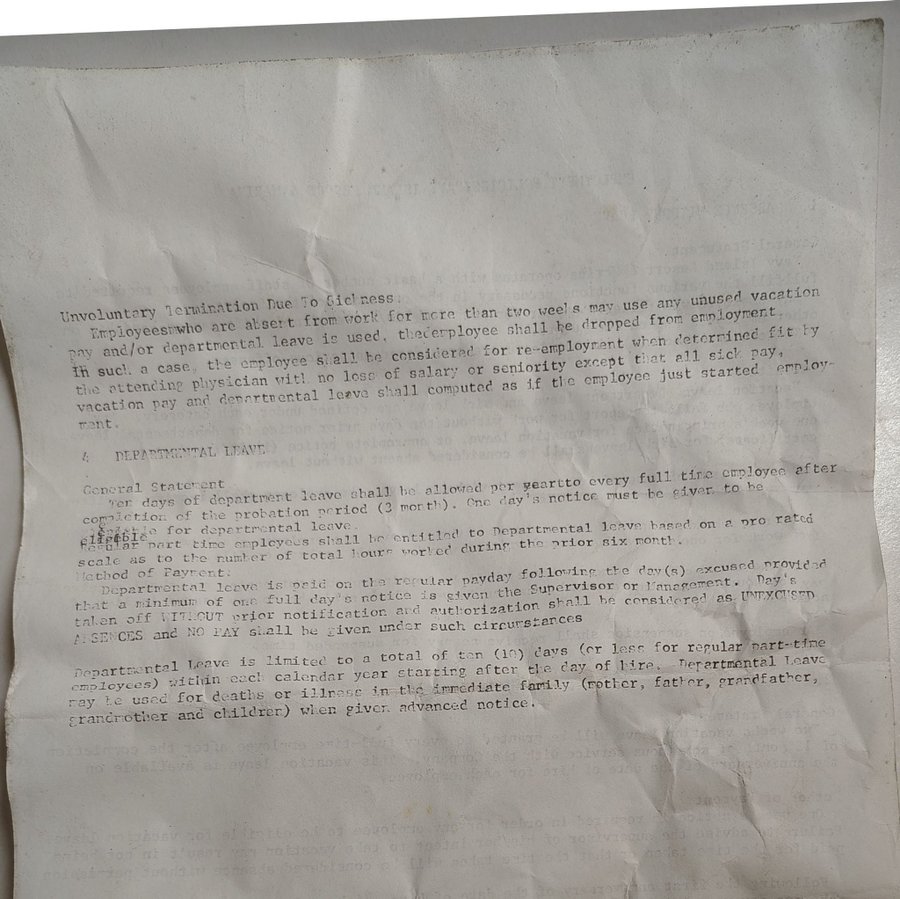 Unvoluntary Termination Due To Sickness.
Employees who are absent from work for more than two weeks may use any unused vacation
pay and/or departmental leave is used, the employee shall be dropped from employment.
In such a case, the employee shall be considered for re-employment when determined fit by
the attending physician with no loss of salary or seniority except that all sick pay,
vacation pay and departmental leave shall computed as if the employee just started employ-
ment.
4 DEPARTMENTAL LEAVE
General Statement
Ten days of department leave shall be allowed per year to every full time employee after
completion of the probation period (3 month). One day's notice must be given to be
eligible for departmental leave.
Regular part time employees shall be entitled to Departmental leave based on a pro rated
scale as to the number of total hours worked during the prior six month.
Method of Payment:
Departmental leave is paid on the regular payday following the day(s) excused provided
that a minimum of one full day's notice is given the Supervisor or Management. Day's
taken off WITHOUT prior notification and authorization shall be considered as UNEXCUSED
ABSENCES and NO PAY shall be given under such circurstances
Departmental Leave is limited to a total of ten (10) days (or less for regular part-time
employees) within each calendar year starting after the day of hire. Departmental Leave
may be used for deaths or illness in the immediate family (mother, father, grandfather,
grandmother and children) when given advanced notice.